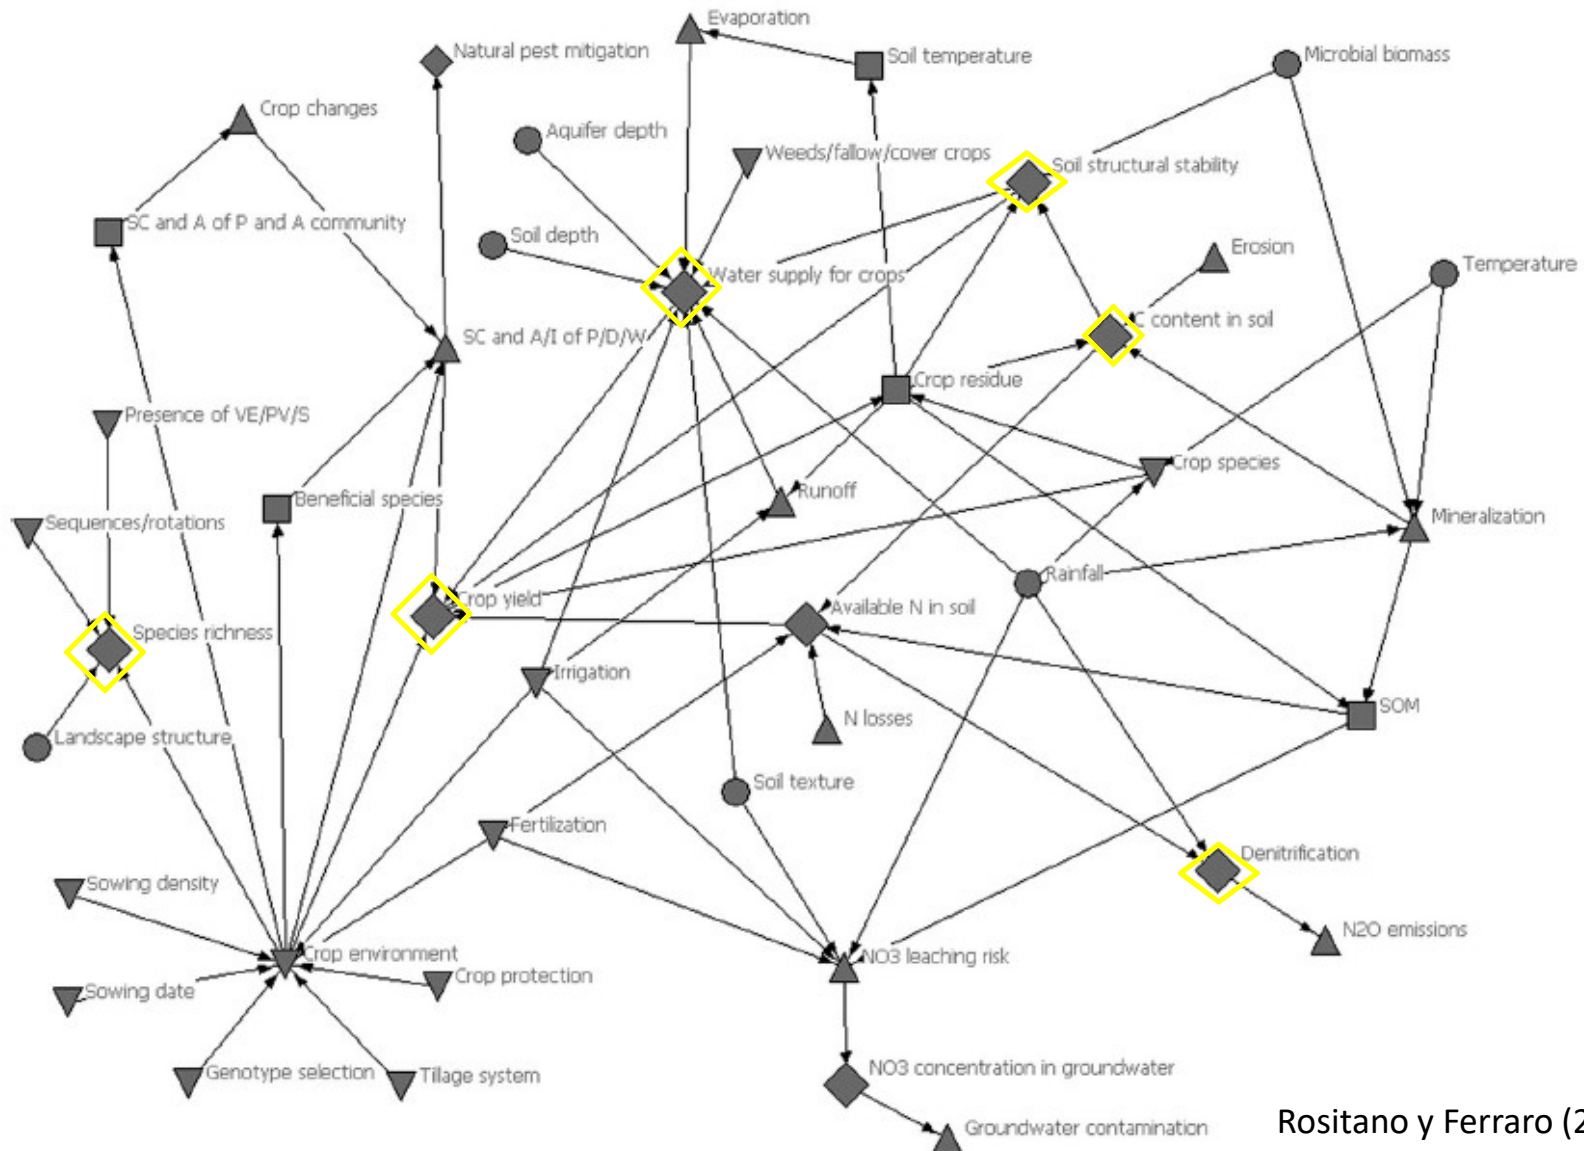 Evaporation
Natural pest mitigation
Soil temperature
Microbial biomass
Crop changes
Aquifer depth
Weeds/fallow/cover crops
Soil structural stability
SC and A of P and A community
Soil depth
Erosion
Water supply for crops
Temperature
C content in soil
SC and A/I of P/D/W
Crop residue
Presence of VE/PV/S
Crop species
Runoff
Beneficial species
Sequences/rotations
Mineralization
Rainfall
Crop yield
Available N in soil
Species richness
Irrigation
SOM
N losses
Landscape structure
Soil texture
Fertilization
Denitrification
Sowing density
N2O emissions
Crop environment
NO3 leaching risk
Crop protection
Sowing date
NO3 concentration in groundwater
Genotype selection
Tillage system
Groundwater contamination
Rositano y Ferraro (2